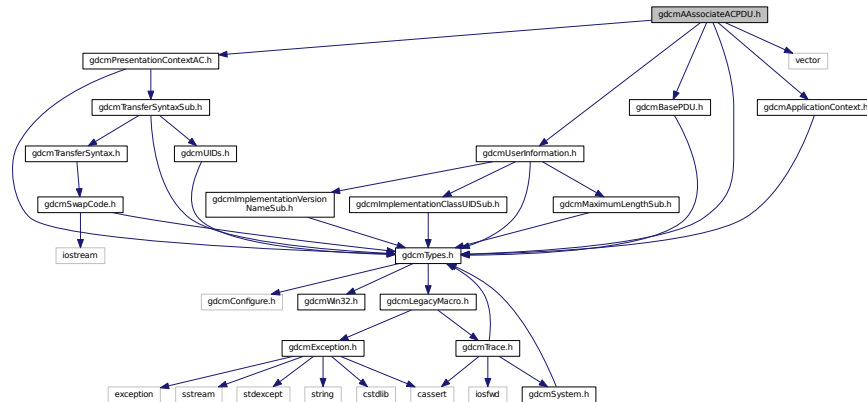 gdcmAAssociateACPDU.h
gdcmPresentationContextAC.h
vector
gdcmTransferSyntaxSub.h
gdcmBasePDU.h
gdcmApplicationContext.h
gdcmTransferSyntax.h
gdcmUIDs.h
gdcmUserInformation.h
gdcmSwapCode.h
gdcmImplementationVersion
NameSub.h
gdcmImplementationClassUIDSub.h
gdcmMaximumLengthSub.h
iostream
gdcmTypes.h
gdcmConfigure.h
gdcmWin32.h
gdcmLegacyMacro.h
gdcmException.h
gdcmTrace.h
exception
sstream
stdexcept
string
cstdlib
cassert
iosfwd
gdcmSystem.h